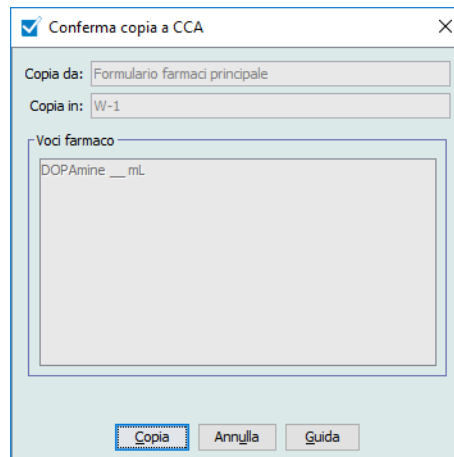 Conferma copia a CCA
Copia da: Formulario farmaci principale
Copia in: W-1
Voci farmaco
DOPAmine __ mL
Copia Annulla Guida